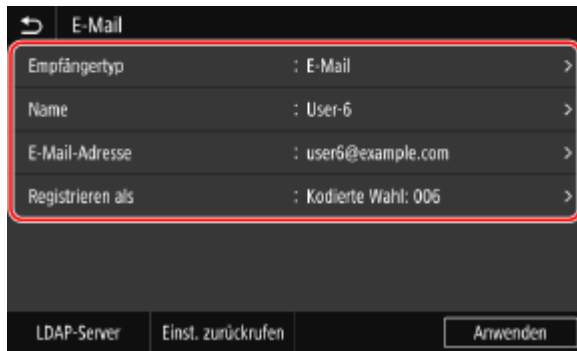 E-Mail
Empfängertyp : E-Mail >
Name : User-6 >
E-Mail-Adresse : user6@example.com >
Registrieren als : Kodierte Wahl: 006 >
LDAP-Server Einst. zurückrufen Anwenden